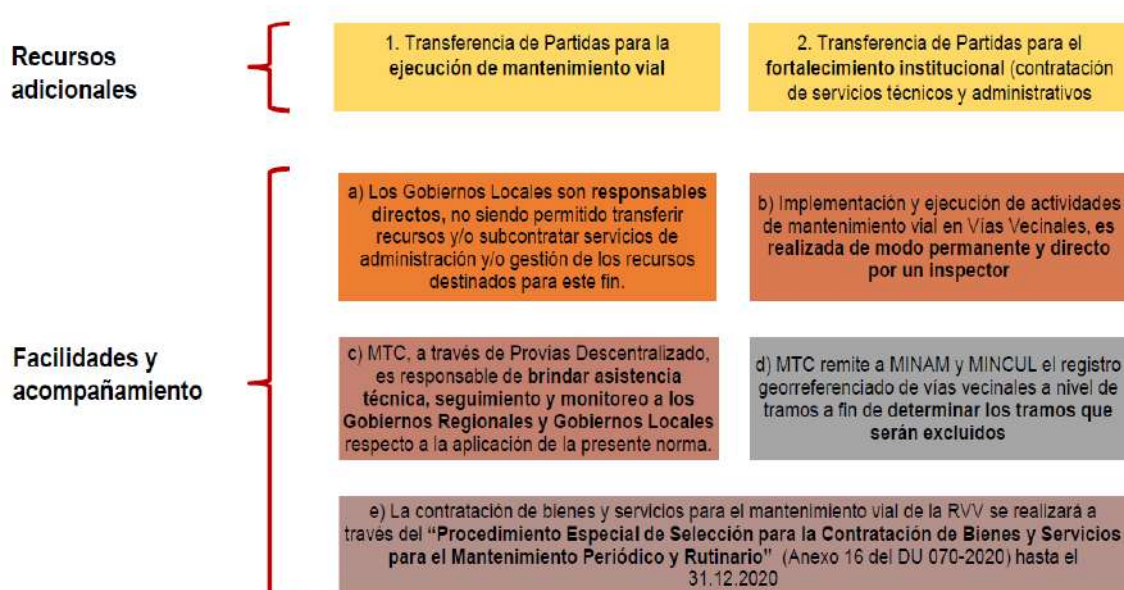 Recursos
adicionales
1. Transferencia de Partidas para la
ejecución de mantenimiento vial
2. Transferencia de Partidas para el
fortalecimiento institucional (contratación
de servicios técnicos y administrativos
Facilidades y
acompañamiento
a) Los Gobiernos Locales son responsables
directos, no siendo permitido transferir
recursos y/o subcontratar servicios de
administración y/o gestión de los recursos
destinados para este fin.
b) Implementación y ejecución de actividades
de mantenimiento vial en Vías Vecinales, es
realizada de modo permanente y directo
por un inspector
c) MTC, a través de Provías Descentralizado,
es responsable de brindar asistencia
técnica, seguimiento y monitoreo a los
Gobiernos Regionales y Gobiernos Locales
respecto a la aplicación de la presente norma.
d) MTC remite a MINAM y MINCUL el registro
georreferenciado de vías vecinales a nivel de
tramos a fin de determinar los tramos que
serán excluidos
e) La contratación de bienes y servicios para el mantenimiento vial de la RVV se realizará a
través del “Procedimiento Especial de Selección para la Contratación de Bienes y Servicios
para el Mantenimiento Periódico y Rutinario” (Anexo 16 del DU 070-2020) hasta el
31.12.2020